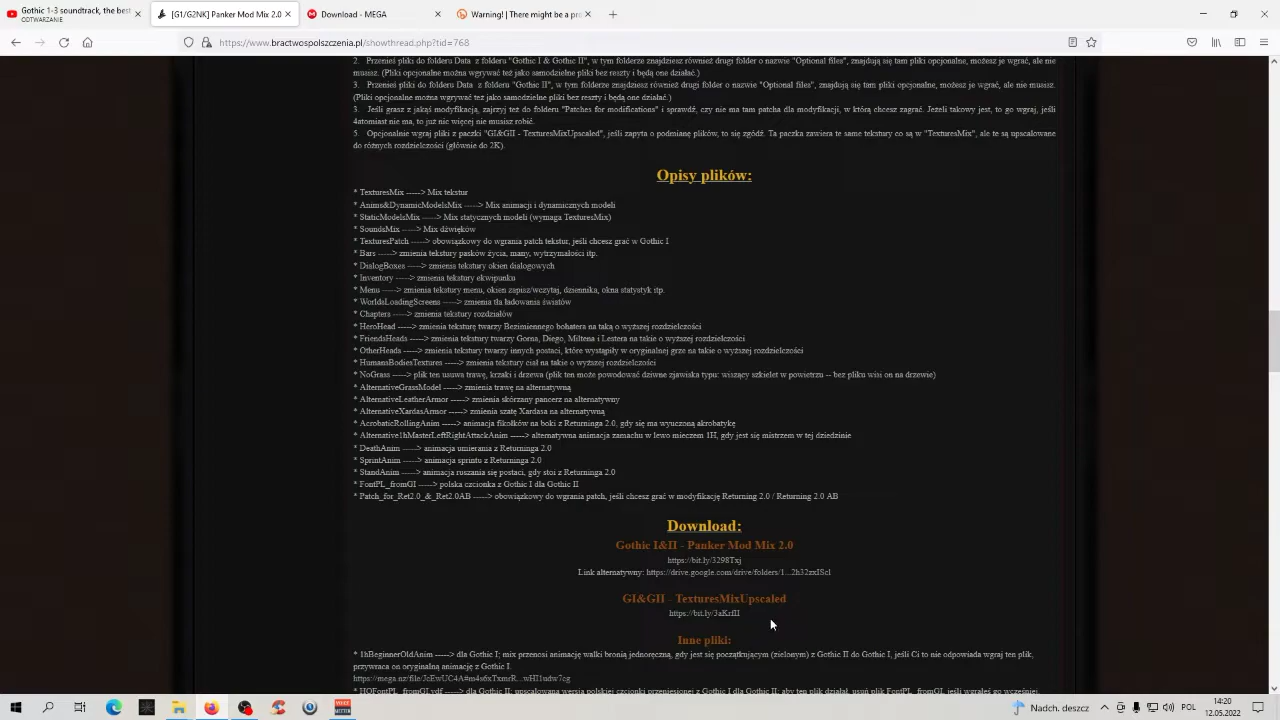 Gothic 1-3 soundtrack, the bes
ODTWARZANIE
[G1/G2NK] Panker Mod Mix 2.0
Download - MEGA
Warning! | There might be a p
https://www.bractwospolszczenia.pl/showthread.php?tid=768
2. Przenieś pliki do folderu Data z folderu "Gothic I & Gothic II", w tym folderze znajdziesz również drugi folder o nazwie "Optional files", znajdują się tam pliki opcjonalne, możesz je wgrać, ale nie
musisz. (Pliki opcjonalne można wgrywać też jako samodzielne pliki bez reszty i będą one działać.)
3. Przenieś pliki do folderu Data z folderu "Gothic II", w tym folderze znajdziesz również drugi folder o nazwie "Optional files", znajdują się tam pliki opcjonalne, możesz je wgrać, ale nie musisz.
(Pliki opcjonalne można wgrywać też jako samodzielne pliki bez reszty i będą one działać.)
3. Jeśli grasz z jakąś modyfikacją, zajrzyj też do folderu "Patches for modifications" i sprawdź, czy nie ma tam patcha dla modyfikacji, w którą chcesz zagrać. Jeżeli takowy jest, to go wgraj, jeśli
4atomiast nie ma, to już nic więcej nie musisz robić.
5. Opcjonalnie wgraj pliki z paczki "GI&GII - TexturesMixUpscaled", jeśli zapyta o podmianę plików, to się zgódź. Ta paczka zawiera te same tekstury co są w "TexturesMix", ale te są upscalowane
do różnych rozdzielczości (głównie do 2K).
Opisy plików:
* TexturesMix -----> Mix tekstur
* Anims&DynamicModelsMix -----> Mix animacji i dynamicznych modeli
* StaticModelsMix -----> Mix statycznych modeli (wymaga TexturesMix)
* SoundsMix -----> Mix dźwięków
* TexturesPatch -----> obowiązkowy do wgrania patch tekstur, jeśli chcesz grać w Gothic I
* Bars -----> zmienia tekstury pasków życia, many, wytrzymałości itp.
* DialogBoxes -----> zmienia tekstury okien dialogowych
* Inventory -----> zmienia tekstury ekwipunku
* Menu -----> zmienia tekstury menu, okien zapisz/wczytaj, dziennika, okna statystyk itp.
* WorldsLoadingScreens -----> zmienia tła ładowania światów
* Chapters -----> zmienia tekstury rozdziałów
* HeroHead -----> zmienia teksturę twarzy Bezimiennego bohatera na taką o wyższej rozdzielczości
* FriendsHeads -----> zmienia tekstury twarzy Gorna, Diego, Miltena i Lestera na takie o wyższej rozdzielczości
* OtherHeads -----> zmienia tekstury twarzy innych postaci, które wystąpiły w oryginalnej grze na takie o wyższej rozdzielczości
* HumansBodiesTextures -----> zmienia tekstury ciał na takie o wyższej rozdzielczości
* NoGrass -----> plik ten usuwa trawę, krzaki i drzewa (plik ten może powodować dziwne zjawiska typu: wiszący szkielet w powietrzu -- bez pliku wisi on na drzewie)
* AlternativeGrassModel -----> zmienia trawę na alternatywną
* AlternativeLeatherArmor -----> zmienia skórzany pancerz na alternatywny
* AlternativeXardasArmor -----> zmienia szatę Xardasa na alternatywną
* AcrobaticRollingAnim -----> animacja fikołków na boki z Returninga 2.0, gdy się ma wyuczoną akrobatykę
* Alternative1hMasterLeftRightAttackAnim -----> alternatywna animacja zamachu w lewo mieczem 1H, gdy jest się mistrzem w tej dziedzinie
* DeathAnim -----> animacja umierania z Returninga 2.0
* SprintAnim -----> animacja sprintu z Returninga 2.0
* StandAnim -----> animacja ruszania się postaci, gdy stoi z Returninga 2.0
* FontPL_fromGI -----> polska czcionka z Gothic I dla Gothic II
* Patch_for_Ret2.0_&_Ret2.0AB -----> obowiązkowy do wgrania patch, jeśli chcesz grać w modyfikację Returning 2.0 / Returning 2.0 AB
Download:
Gothic I&II - Panker Mod Mix 2.0
https://bit.ly/3298Txj
Link alternatywny: https://drive.google.com/drive/folders/1...2h32zxIScl
GI&GII - TexturesMixUpscaled
https://bit.ly/3aKrfII
Inne pliki:
* 1hBeginnerOldAnim -----> dla Gothic I; mix przenosi animację walki bronią jednoręczną, gdy jest się początkującym (zielonym) z Gothic II do Gothic I, jeśli Ci to nie odpowiada wgraj ten plik,
przywraca on oryginalną animację z Gothic I.
https://mega.nz/file/JcEwUC4A#m4s6xTxmrR...wHI1udw7cg
* HQFontPL_fromGI.vdf -----> dla Gothic II; upscalowana wersja polskiej czcionki przeniesionej z Gothic I dla Gothic II; aby ten plik działał, usuń plik FontPL_fromGI, jeśli wgrałeś go wcześniej.
Nadch. deszcz
POL
14:20
12.05.2022